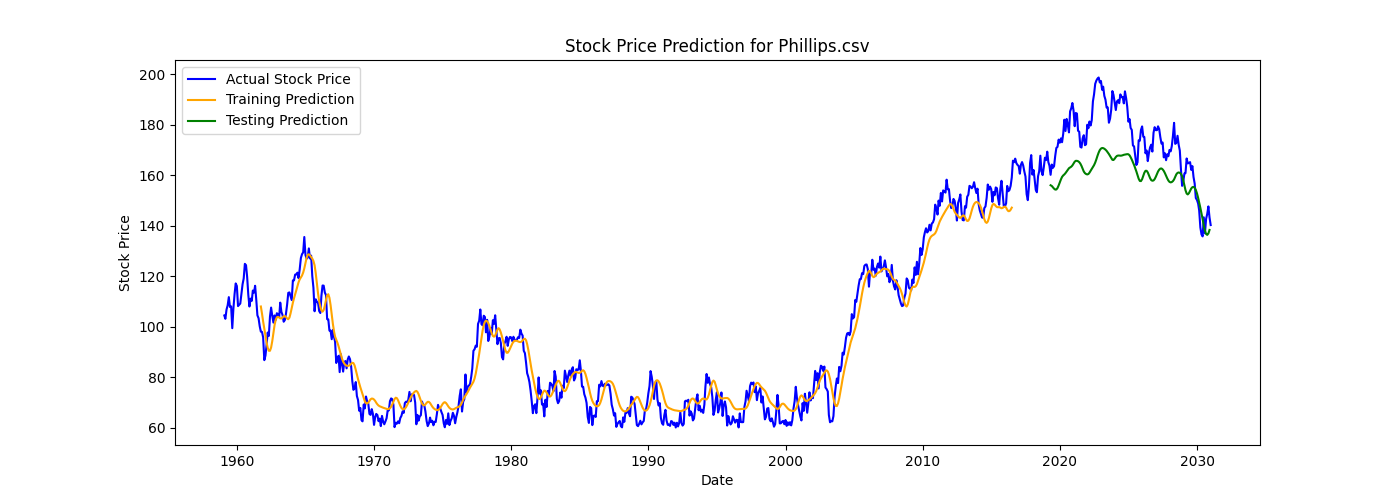 Stock Price Prediction for Phillips.csv
200
180
160
140
120
100
80
60
Stock Price
Actual Stock Price
Training Prediction
Testing Prediction
1960 1970 1980 1990 2000 2010 2020 2030
Date